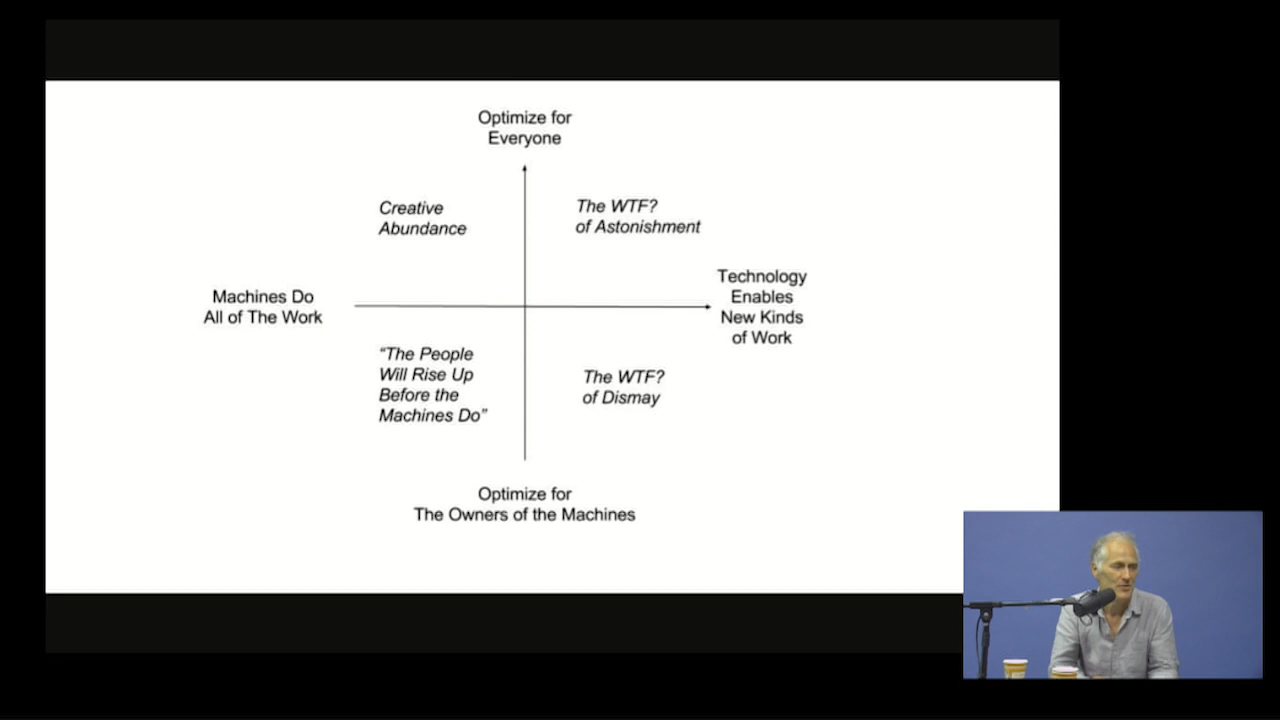 Optimize for
Everyone
Creative
Abundance
The WTF?
of Astonishment
Machines Do
All of The Work
Technology
Enables
New Kinds
of Work
“The People
Will Rise Up
Before the
Machines Do”
The WTF?
of Dismay
Optimize for
The Owners of the Machines